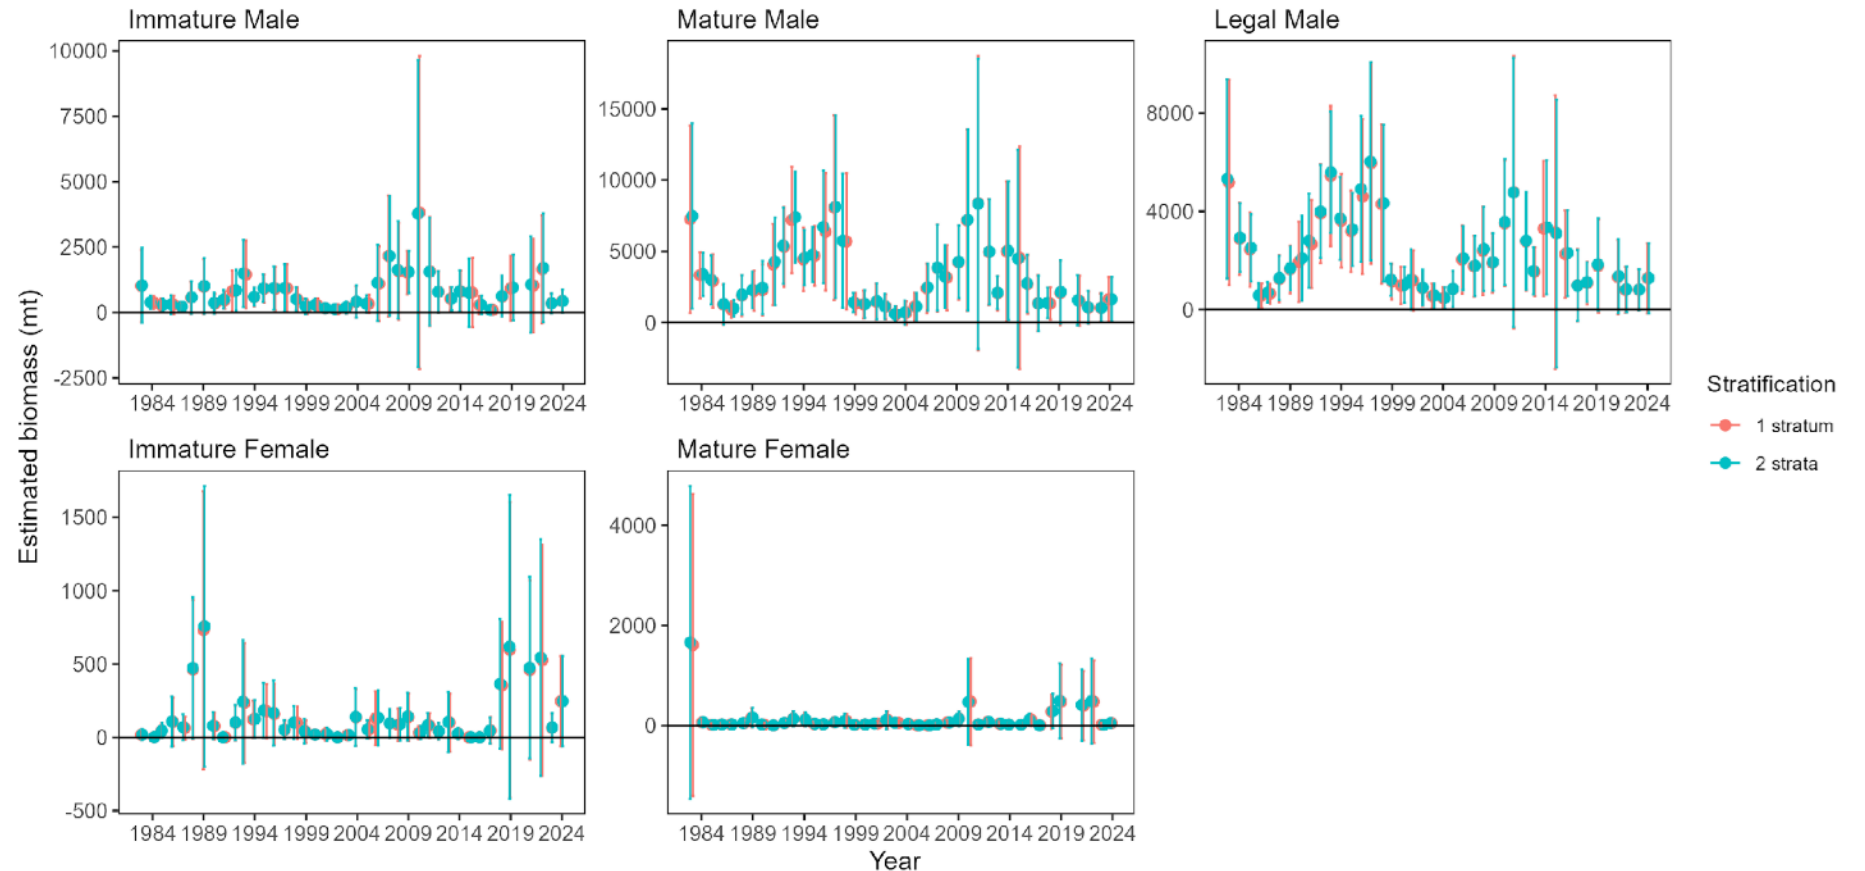 Immature Male
Mature Male
Legal Male
10000
7500
5000
2500
0
-2500
15000
10000
5000
0
8000
4000
0
1984 1989 1994 1999 2004 2009 2014 2019 2024
1984 1989 1994 1999 2004 2009 2014 2019 2024
1984 1989 1994 1999 2004 2009 2014 2019 2024
Estimated biomass (mt)
Stratification
1 stratum
2 strata
Immature Female
Mature Female
1500
1000
500
0
-500
4000
2000
0
1984 1989 1994 1999 2004 2009 2014 2019 2024
1984 1989 1994 1999 2004 2009 2014 2019 2024
Year